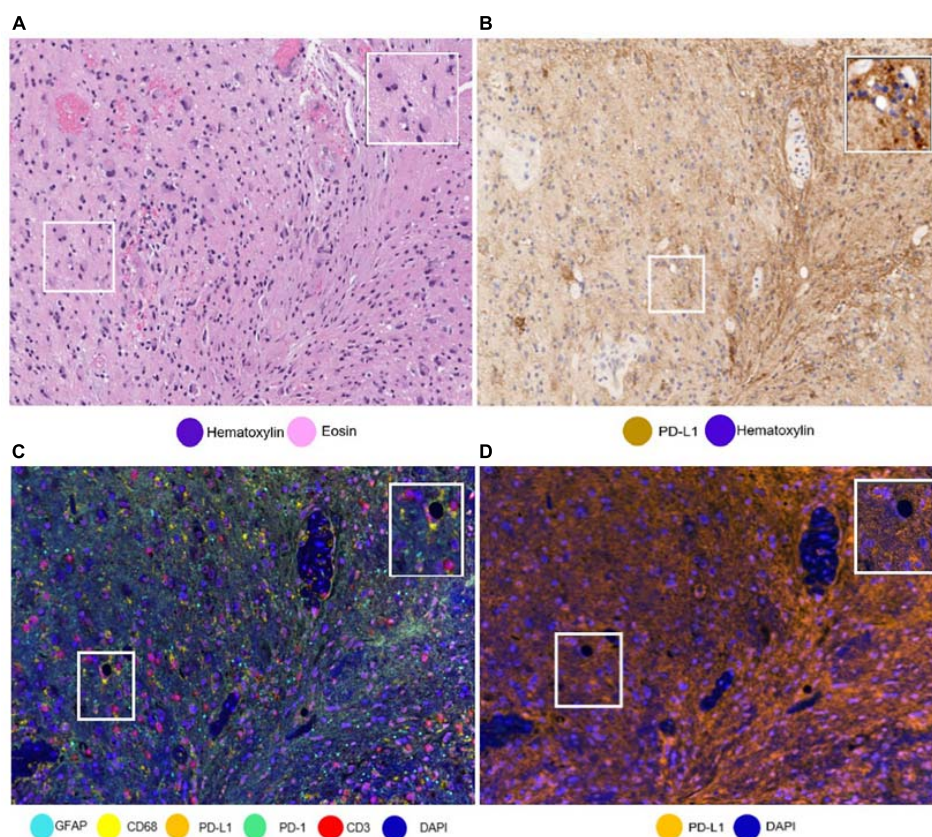 A
B
Hematoxylin Eosin
PD-L1 Hematoxylin
C
D
GFAP CD68 PD-L1 PD-1 CD3 DAPI
PD-L1 DAPI